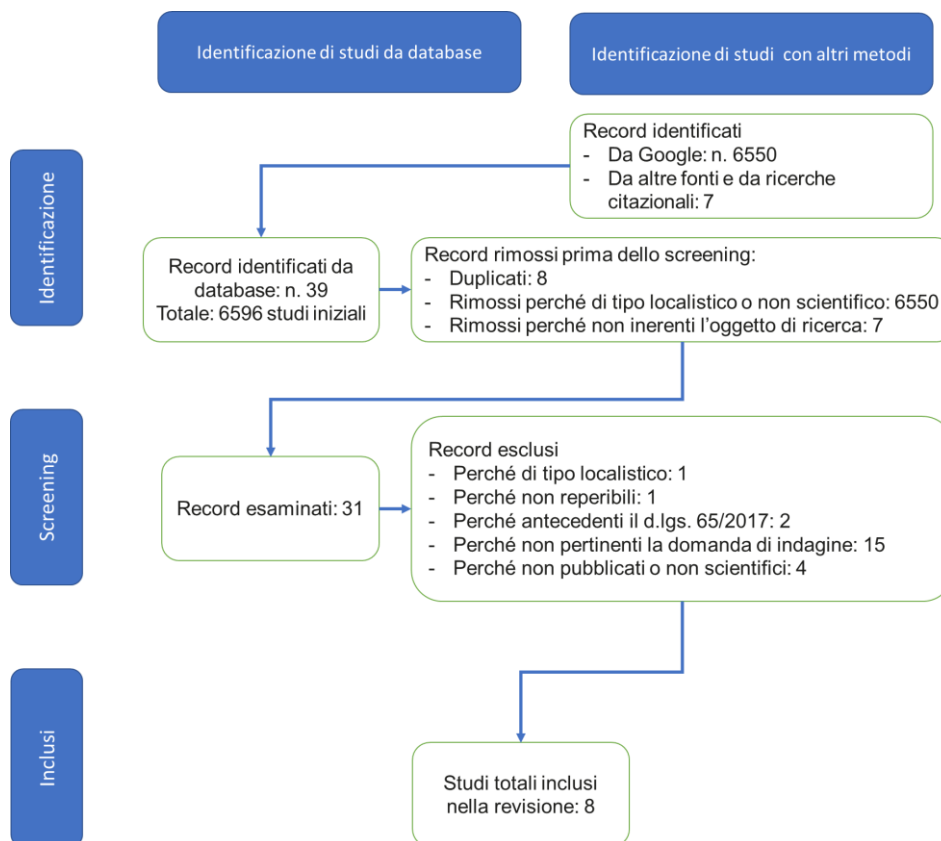 Identificazione di studi da database
Identificazione di studi con altri metodi
Identificazione
Record identificati
- Da Google: n. 6550
- Da altre fonti e da ricerche
citazionali: 7
Record identificati da
database: n. 39
Totale: 6596 studi iniziali
Record rimossi prima dello screening:
- Duplicati: 8
- Rimossi perché di tipo localistico o non scientifico: 6550
- Rimossi perché non inerenti l’oggetto di ricerca: 7
Screening
Record esaminati: 31
Record esclusi
- Perché di tipo localistico: 1
- Perché non reperibili: 1
- Perché antecedenti il d.lgs. 65/2017: 2
- Perché non pertinenti la domanda di indagine: 15
- Perché non pubblicati o non scientifici: 4
Inclusi
Studi totali inclusi
nella revisione: 8